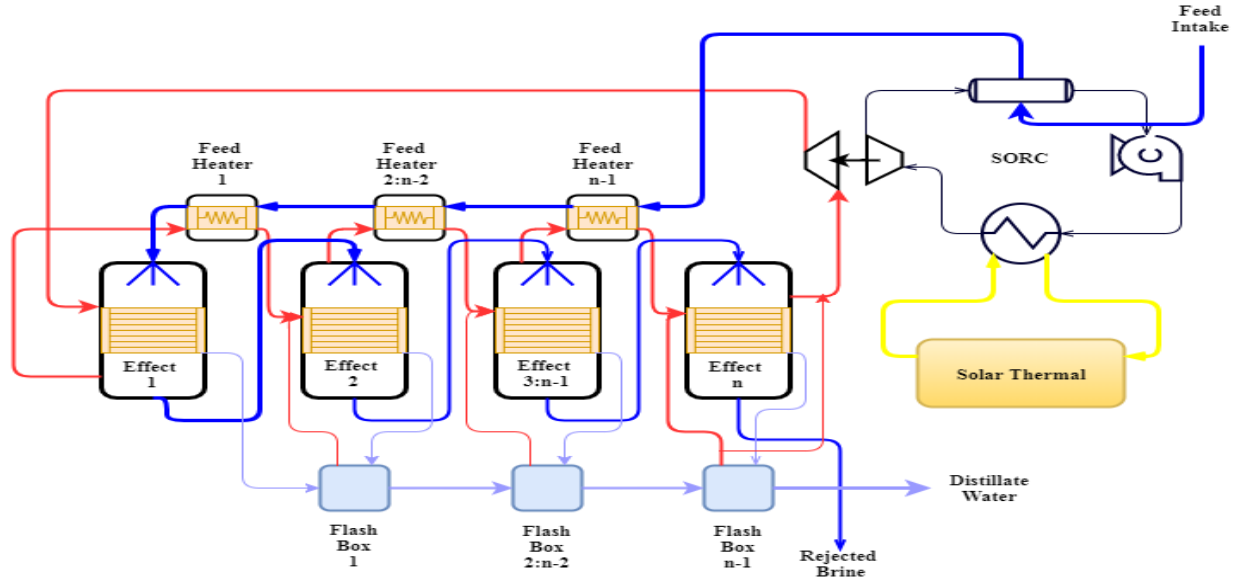 Feed
Intake
SORC
Feed
Heater
1
Feed
Heater
2:n-2
Feed
Heater
n-1
Effect
1
Effect
2
Effect
3:n-1
Effect
n
Solar Thermal
Flash
Box
1
Flash
Box
2:n-2
Flash
Box
n-1
Distillate
Water
Rejected
Brine